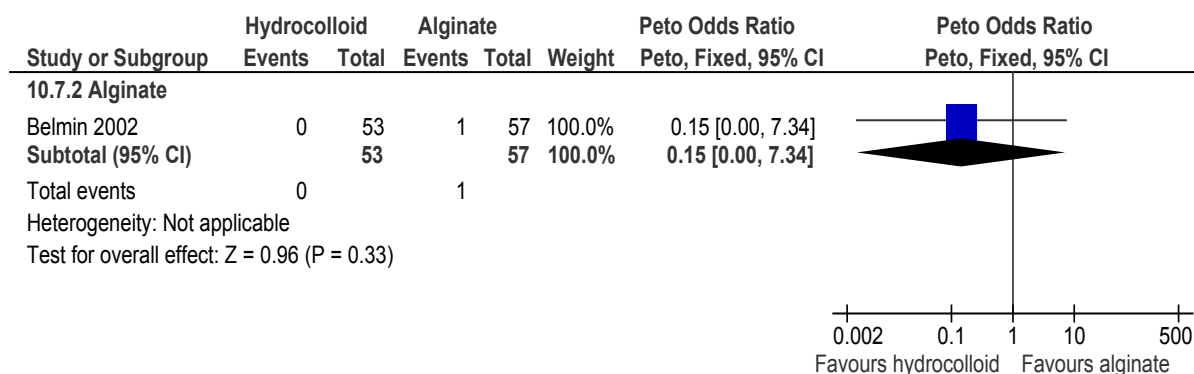 Hydrocolloid Alginate Peto Odds Ratio Peto Odds Ratio
Study or Subgroup Events Total Events Total Weight Peto, Fixed, 95% CI Peto, Fixed, 95% CI
10.7.2 Alginate
Belmin 2002 0 53 1 57 100.0% 0.15 [0.00, 7.34]
Subtotal (95% CI) 53 57 100.0% 0.15 [0.00, 7.34]
Total events 0 1
Heterogeneity: Not applicable
Test for overall effect: Z = 0.96 (P = 0.33)
0.002 0.1 1 10 500
Favours hydrocolloid Favours alginate